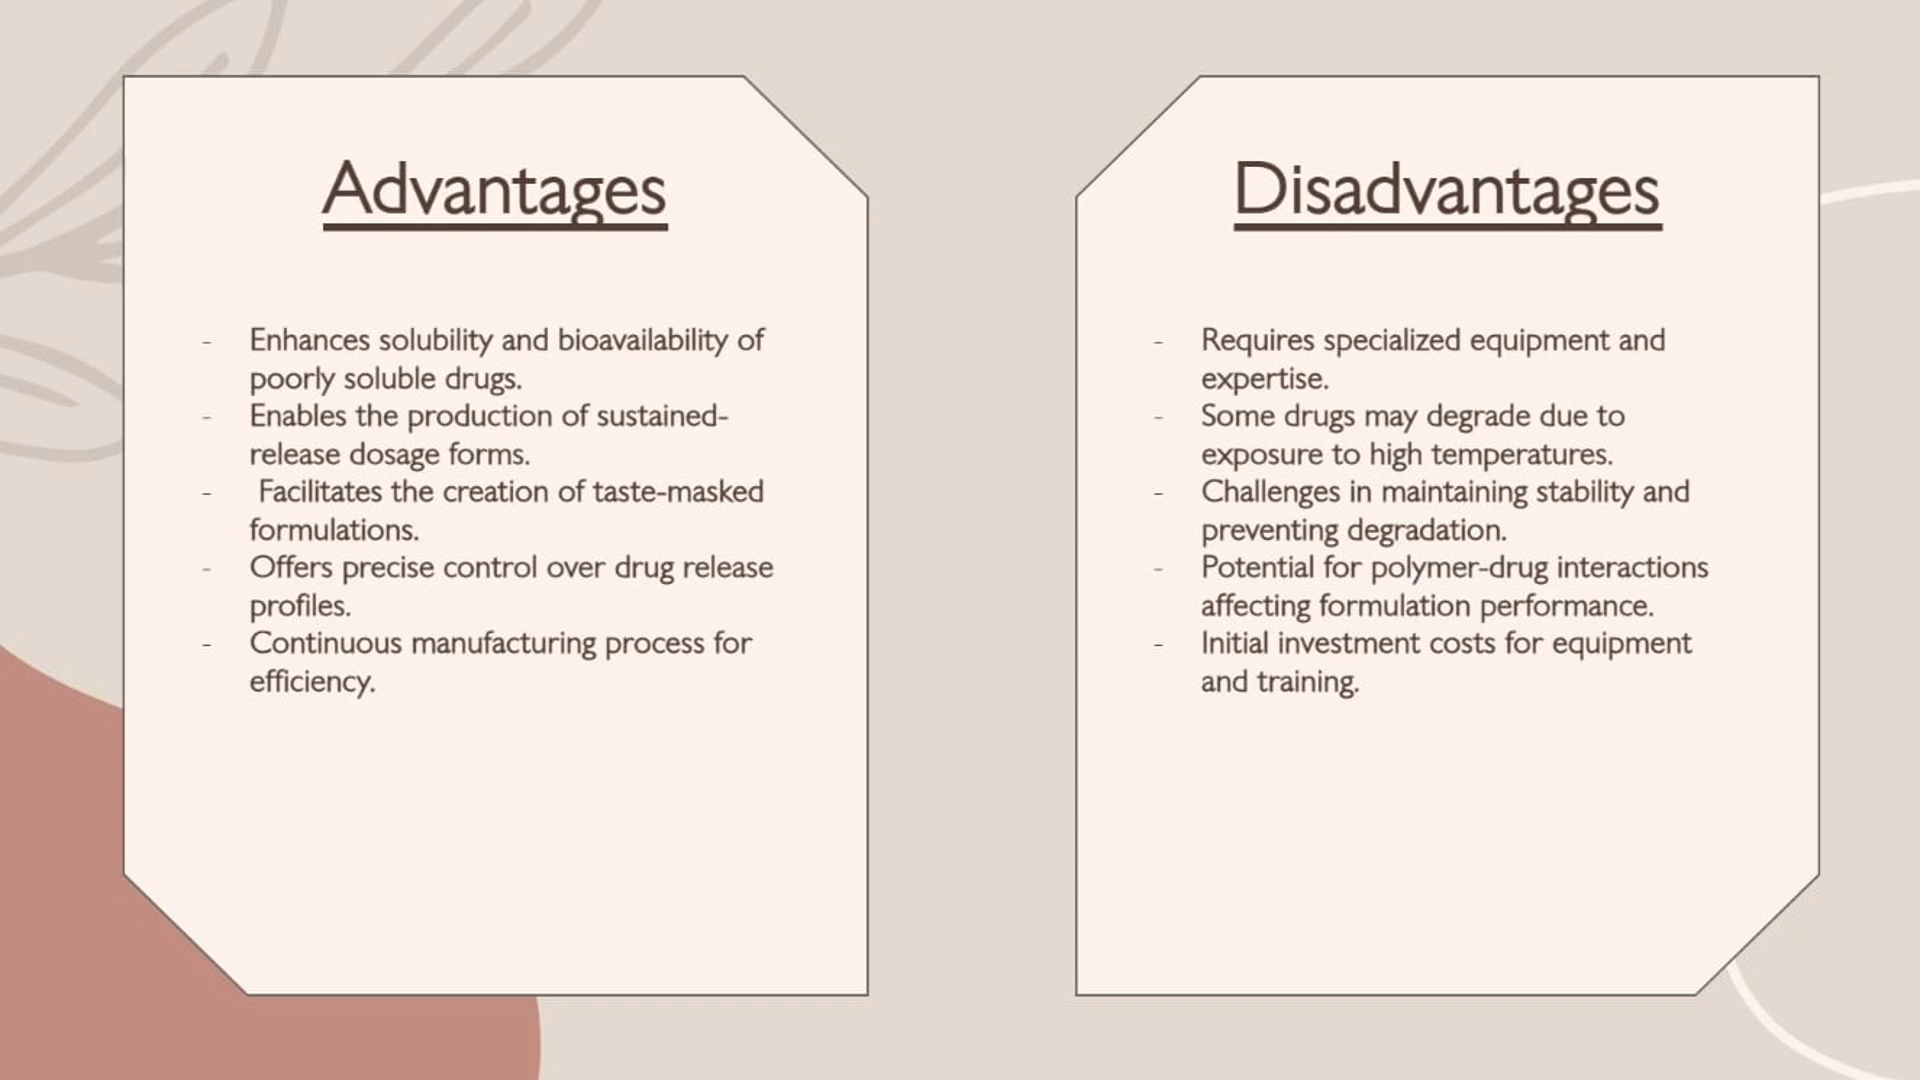 Advantages
- Enhances solubility and bioavailability of
poorly soluble drugs.
- Enables the production of sustained-
release dosage forms.
- Facilitates the creation of taste-masked
formulations.
- Offers precise control over drug release
profiles.
- Continuous manufacturing process for
efficiency.
Disadvantages
- Requires specialized equipment and
expertise.
- Some drugs may degrade due to
exposure to high temperatures.
- Challenges in maintaining stability and
preventing degradation.
- Potential for polymer-drug interactions
affecting formulation performance.
- Initial investment costs for equipment
and training.